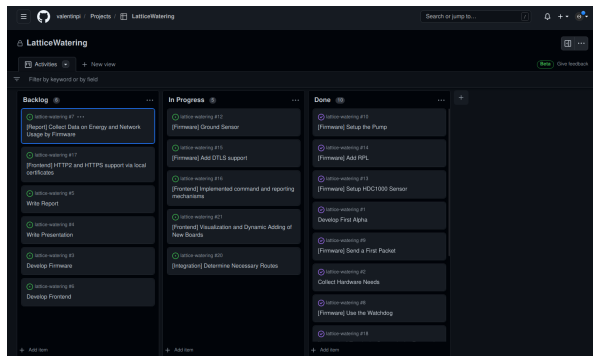 valentinpi / Projects / LatticeWatering
Search or jump to...
LatticeWatering
Activities
New view
Beta Give feedback
Filter by keyword or by field
Backlog 6
lattice-watering #7
[Report] Collect Data on Energy and Network
Usage by Firmware
lattice-watering #17
[Frontend] HTTP2 and HTTPS support via local
certificates
lattice-watering #5
Write Report
lattice-watering #4
Write Presentation
lattice-watering #3
Develop Firmware
lattice-watering #6
Develop Frontend
+ Add item
In Progress 5
lattice-watering #12
[Firmware] Ground Sensor
lattice-watering #15
[Firmware] Add DTLS support
lattice-watering #16
[Frontend] Implemented command and reporting
mechanisms
lattice-watering #21
[Frontend] Visualization and Dynamic Adding of
New Boards
lattice-watering #20
[Integration] Determine Necessary Routes
+ Add item
Done 10
lattice-watering #10
[Firmware] Setup the Pump
lattice-watering #14
[Firmware] Add RPL
lattice-watering #13
[Firmware] Setup HDC1000 Sensor
lattice-watering #1
Develop First Alpha
lattice-watering #9
[Firmware] Send a First Packet
lattice-watering #2
Collect Hardware Needs
lattice-watering #8
[Firmware] Use the Watchdog
lattice-watering #18
+ Add item